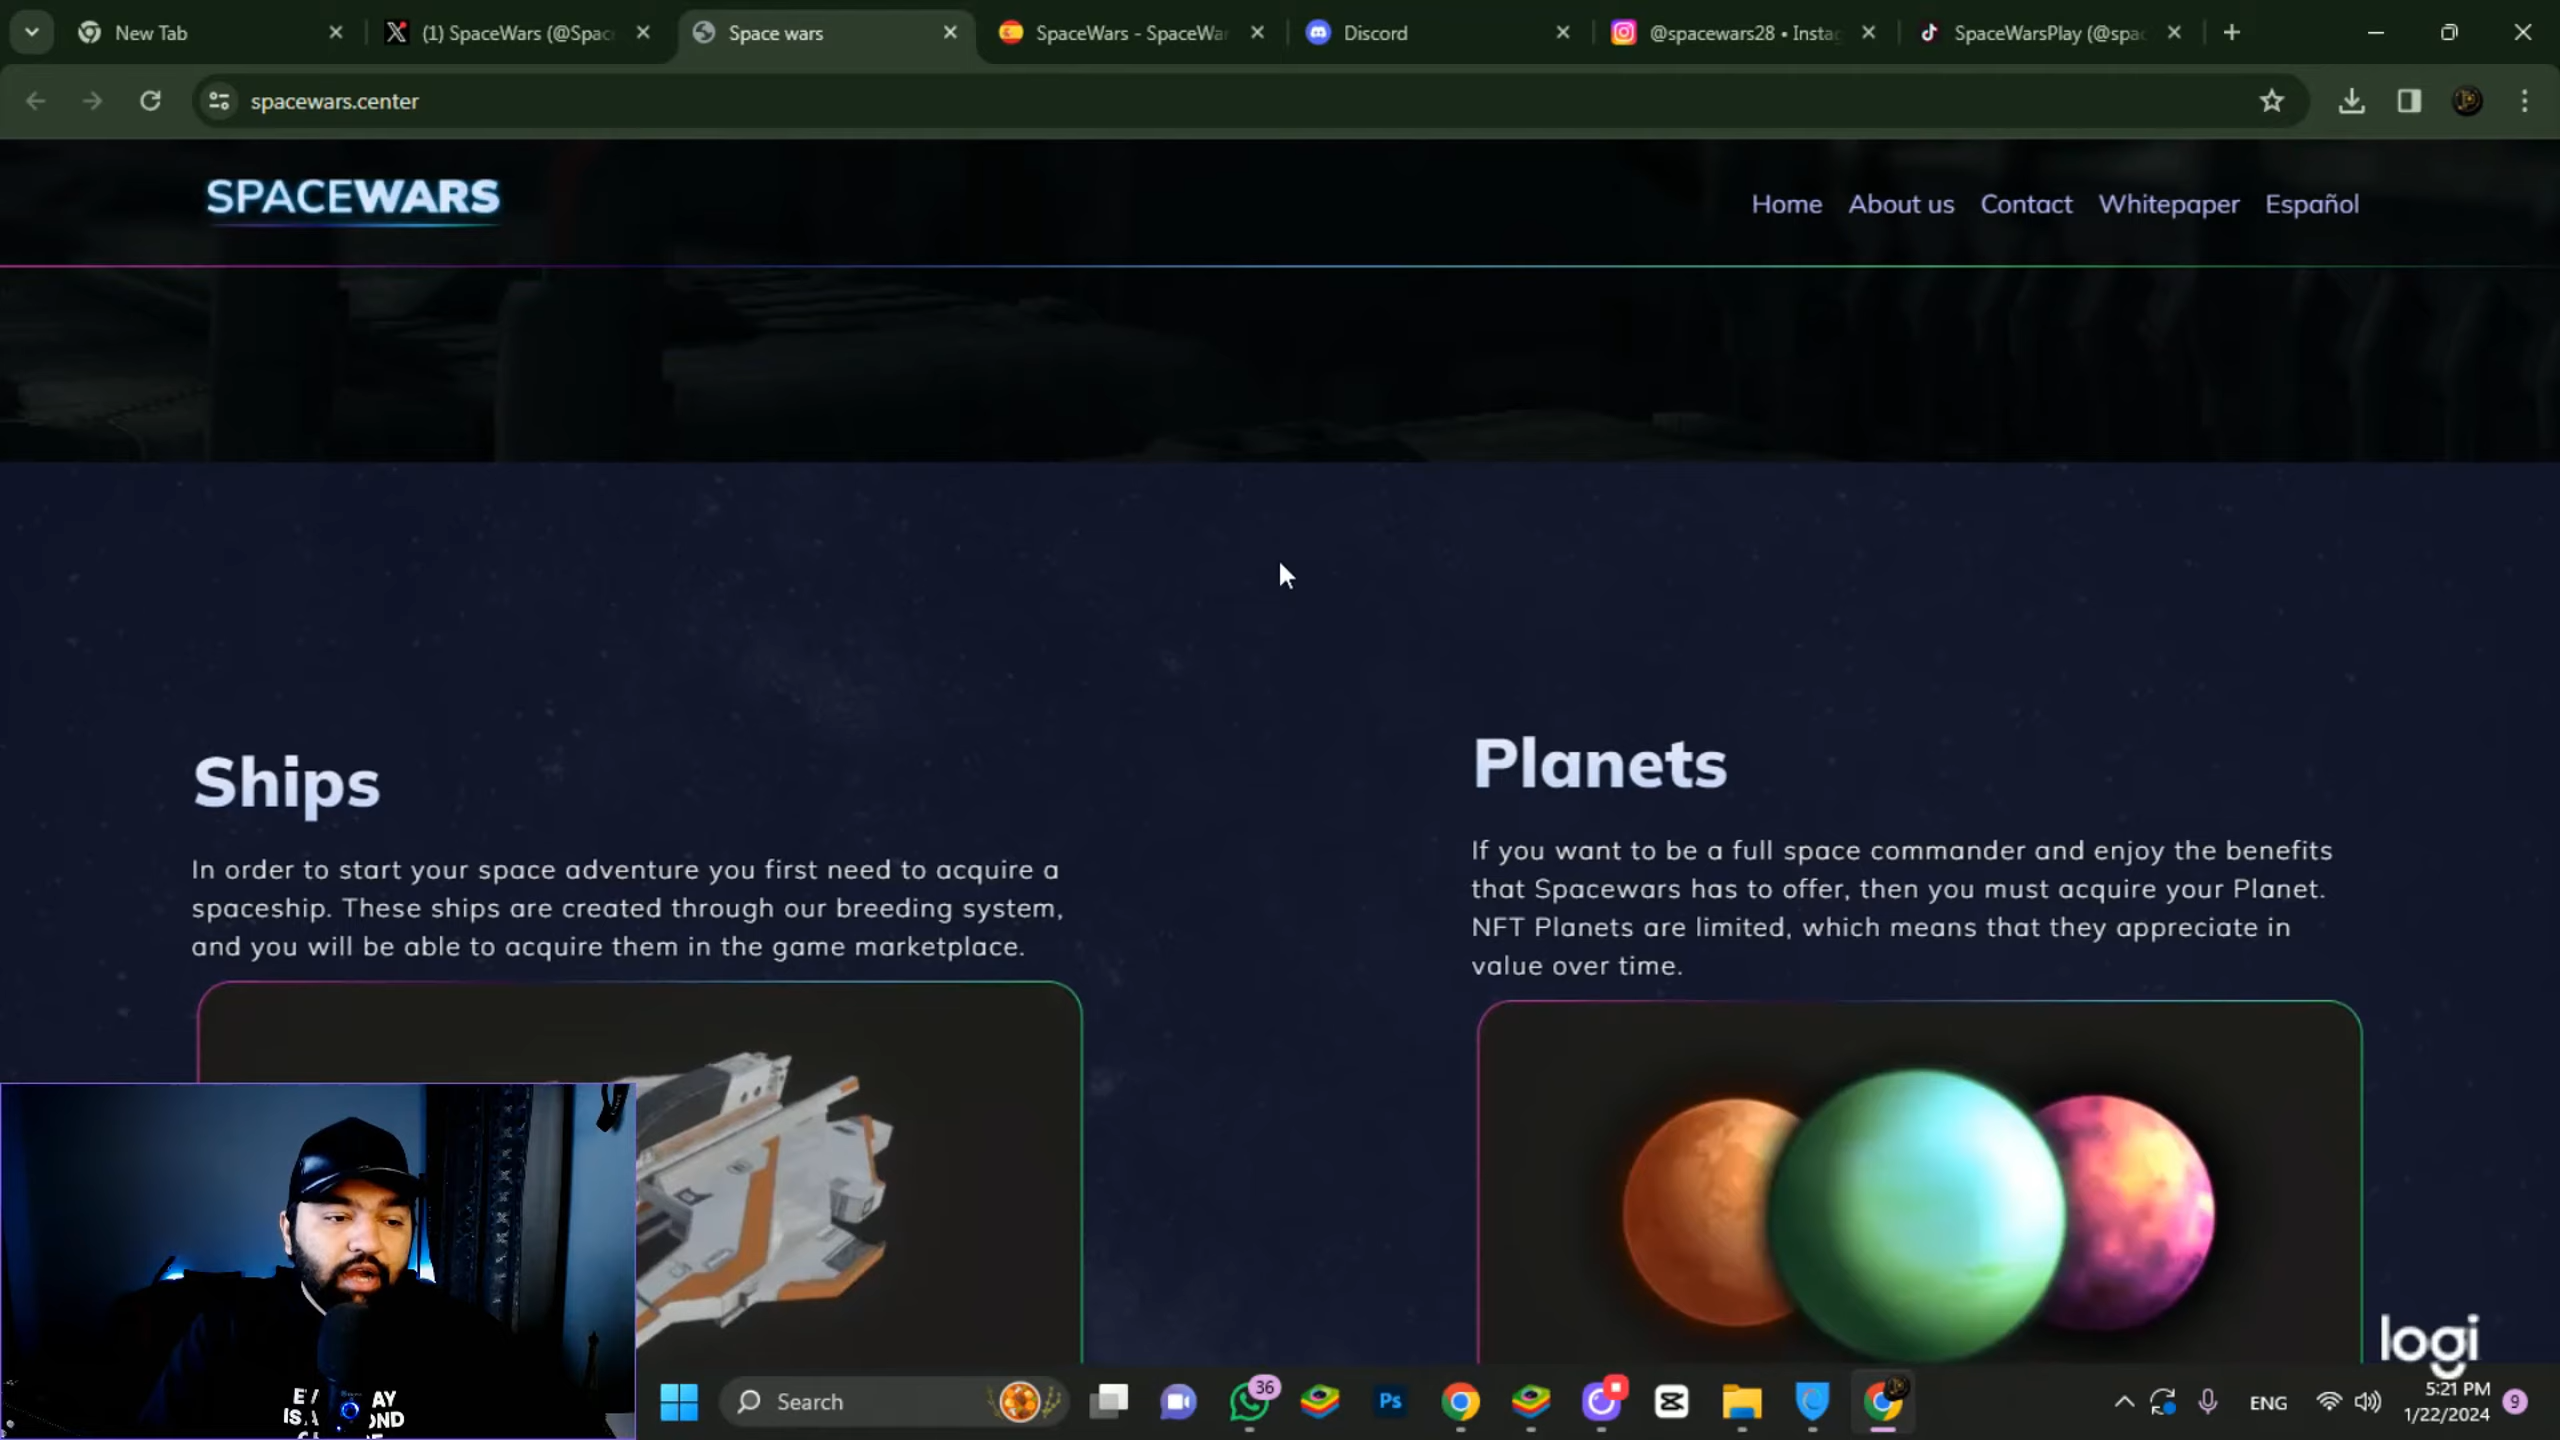 New Tab
(1) SpaceWars (@Spac
Space wars
SpaceWars - SpaceWar
Discord
@spacewars28 • Instag
SpaceWarsPlay (@spac
spacewars.center
SPACEWARS
Home About us Contact Whitepaper Español
Ships
In order to start your space adventure you first need to acquire a
spaceship. These ships are created through our breeding system,
and you will be able to acquire them in the game marketplace.
Planets
If you want to be a full space commander and enjoy the benefits
that Spacewars has to offer, then you must acquire your Planet.
NFT Planets are limited, which means that they appreciate in
value over time.
logi
Search
36
Ps
ENG
5:21 PM
1/22/2024
9